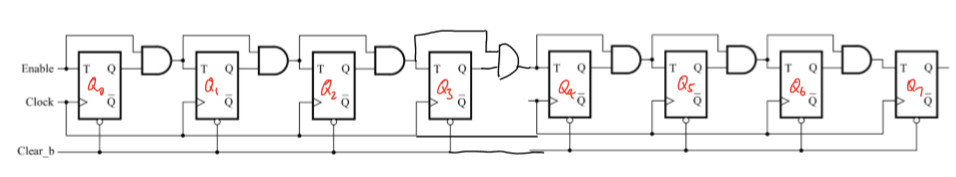 Enable T Q T Q T Q T Q T Q T Q T Q T Q
Q0 Q1 Q2 Q3 Q4 Q5 Q6 Q7
Clock Q̅ Q̅ Q̅ Q̅ Q̅ Q̅ Q̅ Q̅
Clear_b